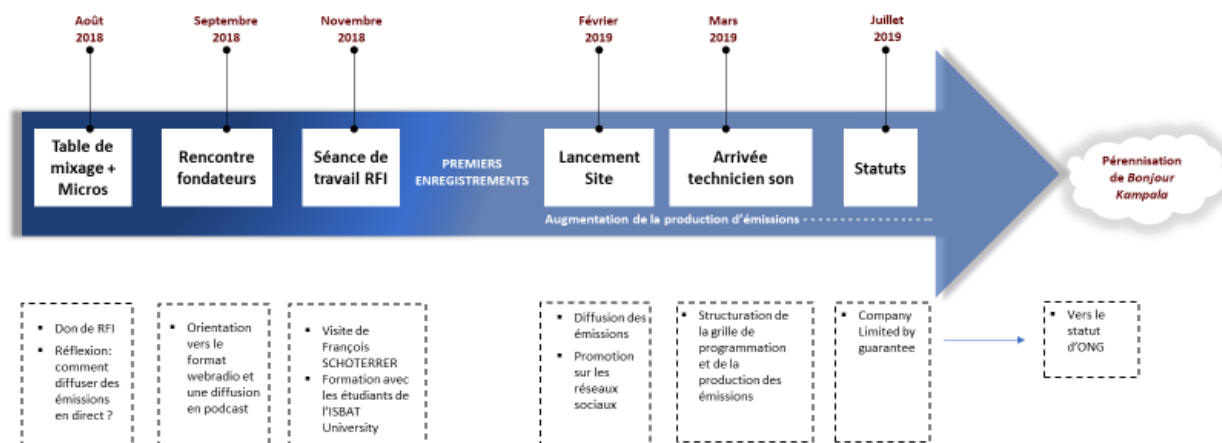 Août
2018
Septembre
2018
Novembre
2018
Février
2019
Mars
2019
Juillet
2019
Table de
mixage +
Micros
Rencontre
fondateurs
Séance de
travail RFI
PREMIERS
ENREGISTREMENTS
Lancement
Site
Arrivée
technicien son
Statuts
Augmentation de la production d'émissions
Pérennisation
de Bonjour
Kampala
▪ Don de RFI
▪ Réflexion:
comment
diffuser des
émissions
en direct ?
▪ Orientation
vers le
format
webradio et
une diffusion
en podcast
▪ Visite de
François
SCHOTERRER
▪ Formation avec
les étudiants de
l'ISBAT
University
▪ Diffusion des
émissions
▪ Promotion
sur les
réseaux
sociaux
▪ Structuration de
la grille de
programmation
et de la
production des
émissions
▪ Company
Limited by
guarantee
▪ Vers le
statut
d'ONG